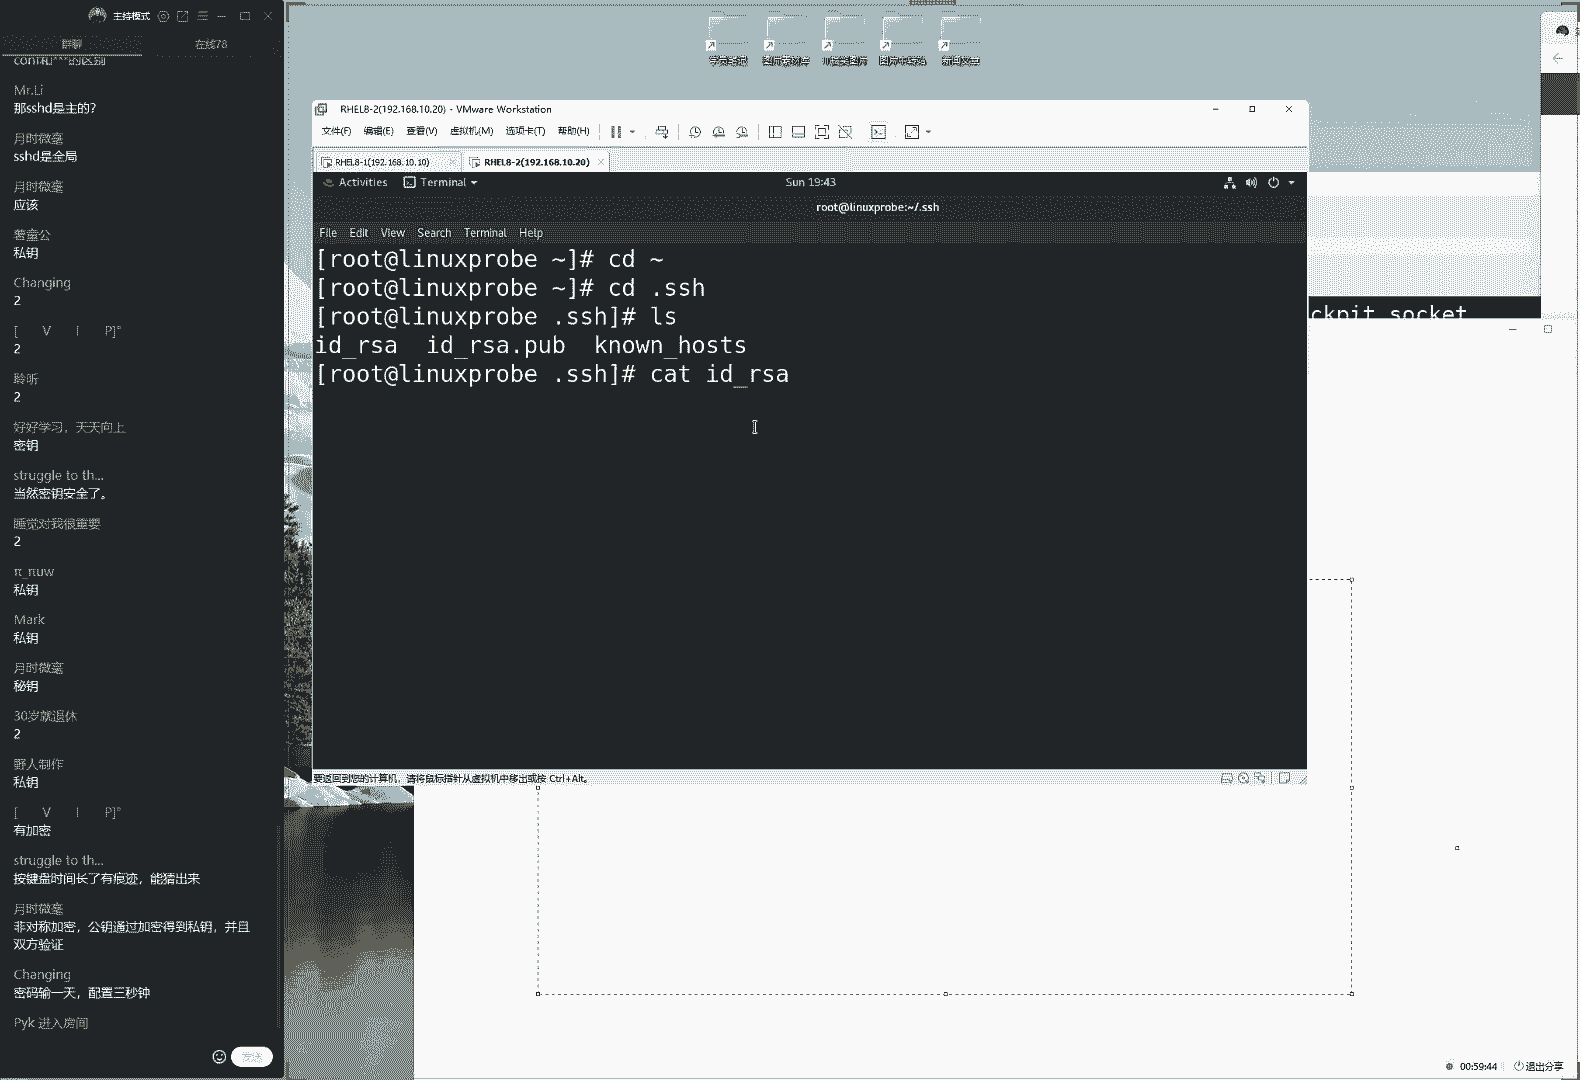 主持模式
群聊
在线78
Mr.Li
那sshd是主的?
月时微毫
sshd是全局
月时微毫
应该
薯童公
私钥
Changing
2
[ V I P]°
2
聆听
2
好好学习，天天向上
密钥
struggle to th...
当然密钥安全了。
睡觉对我很重要
2
π_nuw
私钥
Mark
私钥
月时微毫
秘钥
30岁就退休
2
野人制作
私钥
[ V I P]°
有加密
struggle to th...
按键盘时间长了有痕迹，能猜出来
月时微毫
非对称加密，公钥通过加密得到私钥，并且
双方验证
Changing
密码输一天，配置三秒钟
Pyk 进入房间
发送
RHEL8-2(192.168.10.20) - VMware Workstation
文件(F) 编辑(E) 查看(V) 虚拟机(M) 选项卡(T) 帮助(H)
RHEL8-1(192.168.10.10)
RHEL8-2(192.168.10.20)
Activities
Terminal
Sun 19:43
root@linuxprobe:~/.ssh
File Edit View Search Terminal Help
[root@linuxprobe ~]# cd ~
[root@linuxprobe ~]# cd .ssh
[root@linuxprobe .ssh]# ls
id_rsa id_rsa.pub known_hosts
[root@linuxprobe .ssh]# cat id_rsa
要返回到您的计算机，请将鼠标指针从虚拟机中移出或按 Ctrl+Alt。
ckpit.socket
00:59:44
退出分享